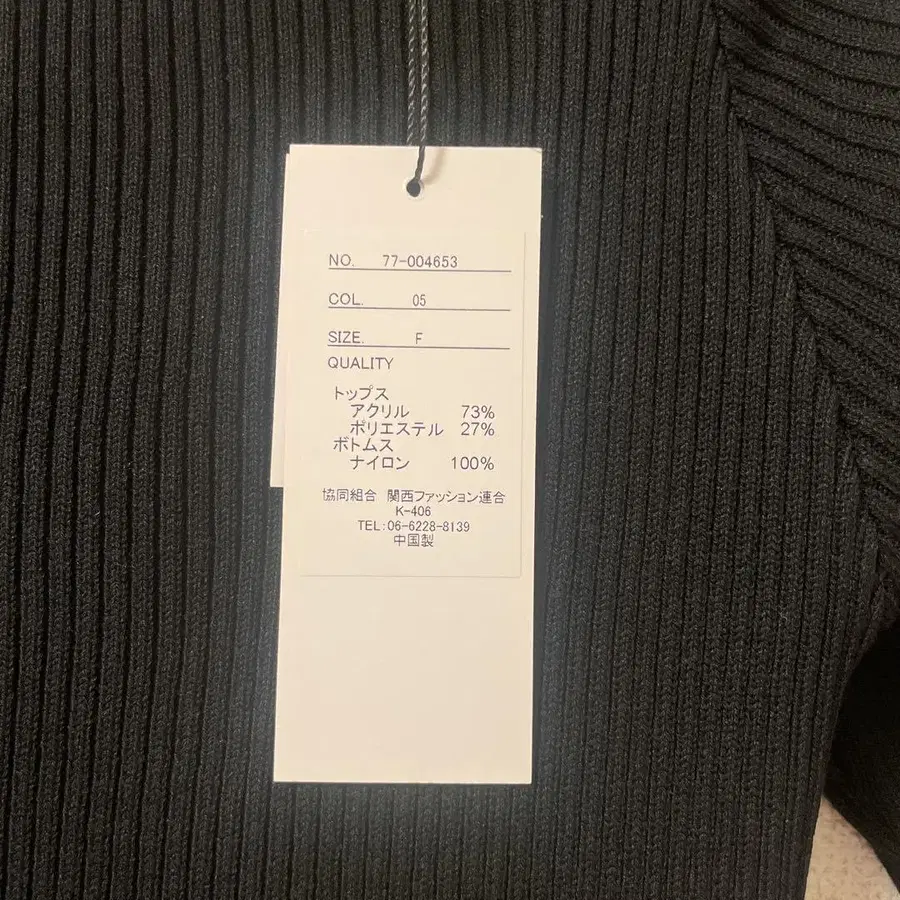 NO. 77-004653
COL. 05
SIZE. F
QUALITY
トップス
アクリル 73%
ポリエステル 27%
ボトムス
ナイロン 100%
協同組合 関西ファッション連合
K-406
TEL:06-6228-8139
中国製